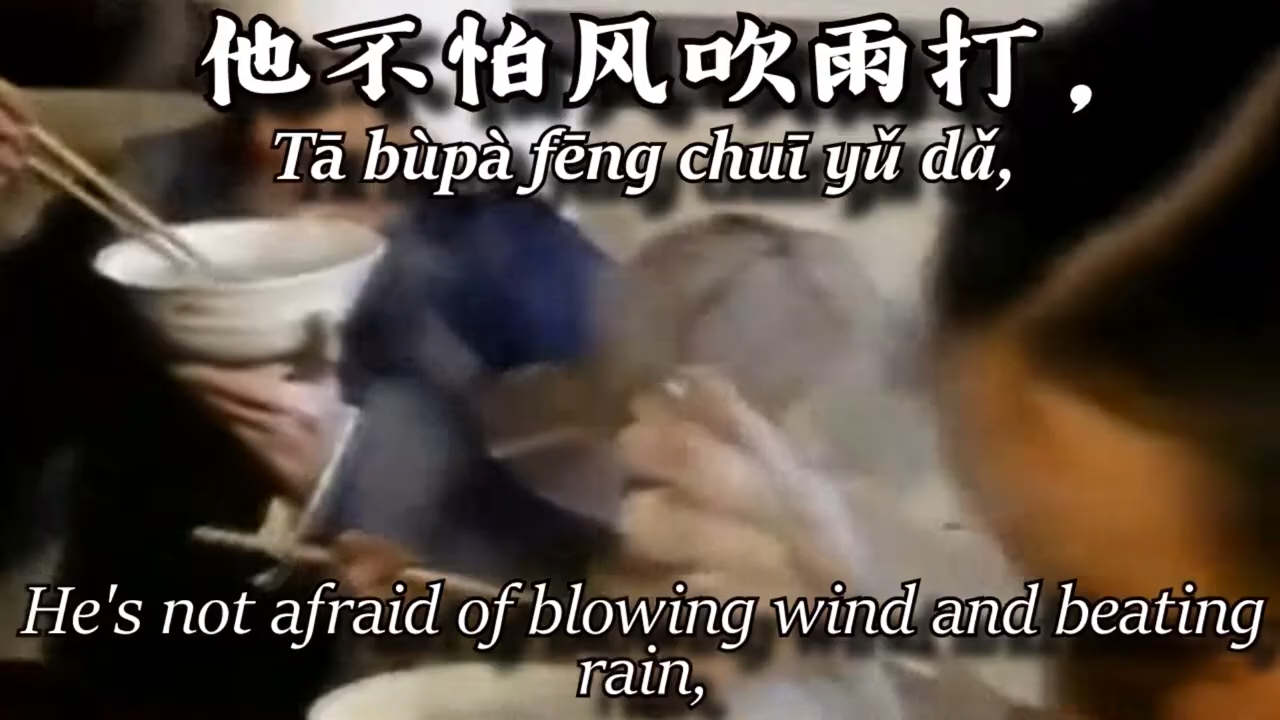 他不怕风吹雨打，
Tā bùpà fēng chuī yǔ dǎ,
He's not afraid of blowing wind and beating
rain,